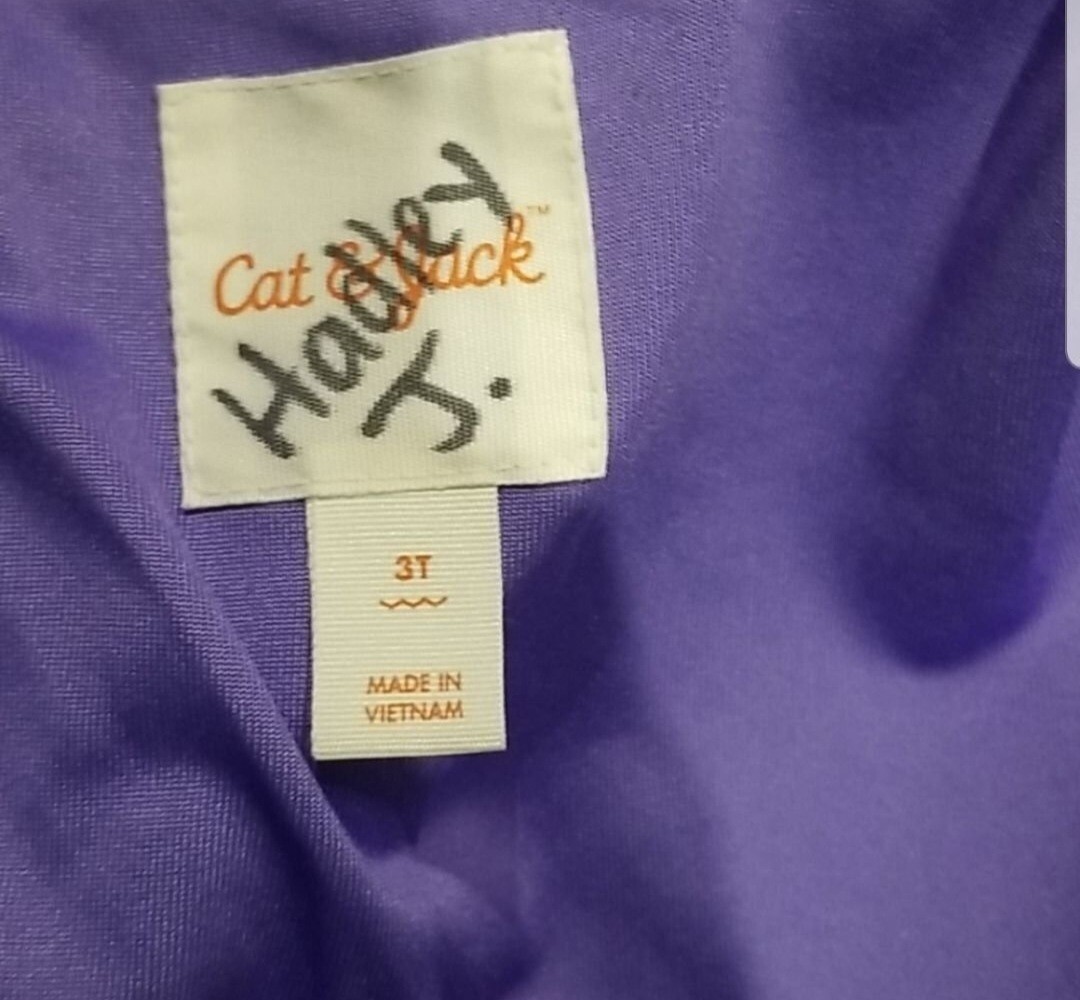 Cat & Jack™
Hadley
J.
3T
MADE IN
VIETNAM